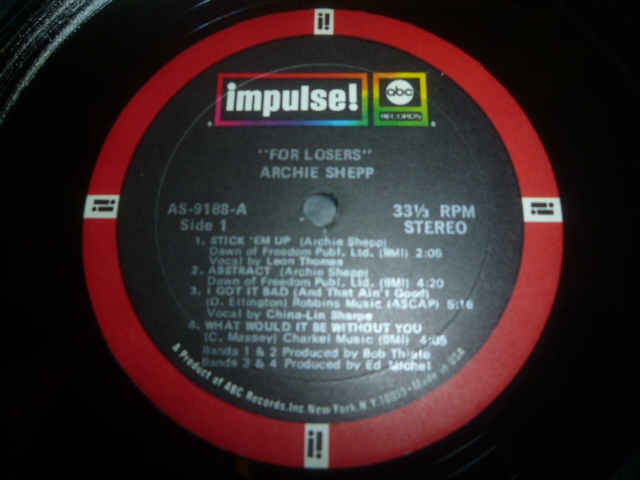 i!
impulse! abc
RECORDS
"FOR LOSERS"
ARCHIE SHEPP
AS-9188-A 33⅓ RPM
Side 1 STEREO
1. STICK 'EM UP (Archie Shepp)
Dawn of Freedom Publ. Ltd. (BMI) 2:05
Vocal by Leon Thomas
2. ABSTRACT (Archie Shepp)
Dawn of Freedom Publ. Ltd. (BMI) 4:20
3. I GOT IT BAD (And That Ain't Good)
(D. Ellington) Robbins Music (ASCAP) 5:16
Vocal by China-Lin Sharpe
4. WHAT WOULD IT BE WITHOUT YOU
(C. Massey) Charkel Music (BMI) 4:05
Bands 1 & 2 Produced by Bob Thiele
Bands 3 & 4 Produced by Ed Michel
A Product of ABC Records, Inc. New York, N.Y. Made in USA
i!
i!
i!